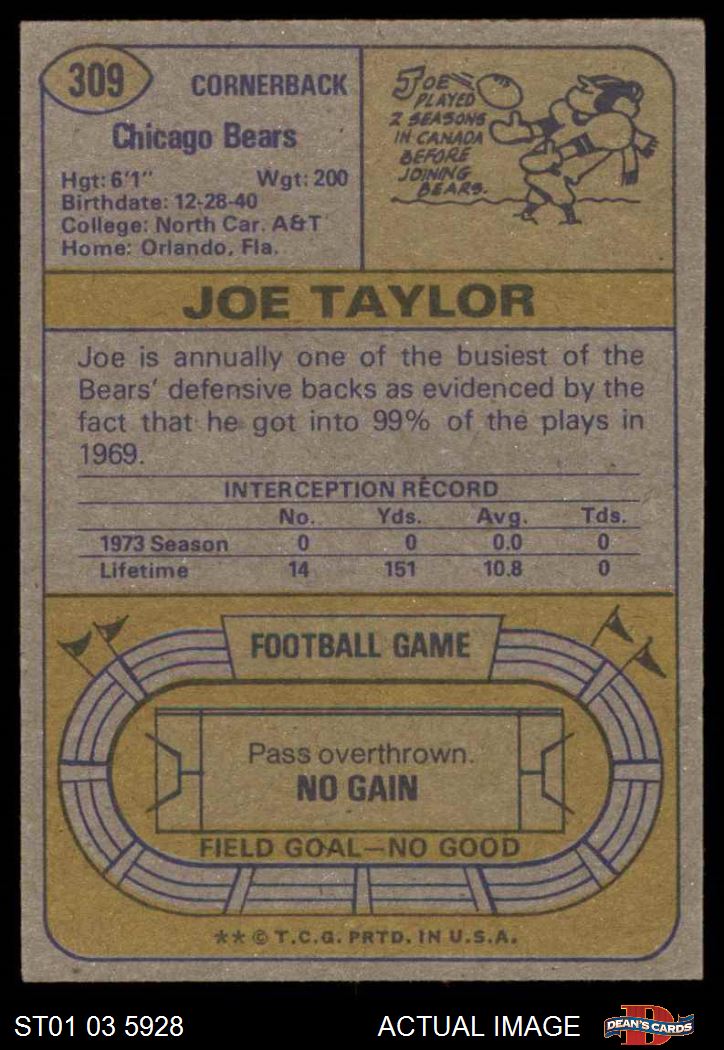 309
CORNERBACK
Chicago Bears
Hgt: 6'1" Wgt: 200
Birthdate: 12-28-40
College: North Car. A&T
Home: Orlando, Fla.
JOE
PLAYED
2 SEASONS
IN CANADA
BEFORE
JOINING
BEARS.
JOE TAYLOR
Joe is annually one of the busiest of the
Bears' defensive backs as evidenced by the
fact that he got into 99% of the plays in
1969.
INTERCEPTION RECORD
No. Yds. Avg. Tds.
1973 Season 0 0 0.0 0
Lifetime 14 151 10.8 0
FOOTBALL GAME
Pass overthrown.
NO GAIN
FIELD GOAL—NO GOOD
** © T.C.G. PRTD. IN U.S.A.
ST01 03 5928 ACTUAL IMAGE
D
DEAN'S CARDS